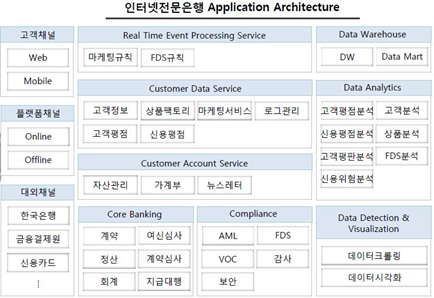 인터넷전문은행 Application Architecture
고객채널
Web
Mobile
플랫폼채널
Online
Offline
대외채널
한국은행
금융결제원
신용카드
⋮
Real Time Event Processing Service
마케팅규칙 FDS규칙
Customer Data Service
고객정보 상품팩토리 마케팅서비스 로그관리
고객평점 신용평점
Customer Account Service
자산관리 가계부 뉴스레터
Core Banking
계약 여신심사
정산 계약심사
회계 지급대행
Compliance
AML FDS
VOC 감사
보안
Data Warehouse
DW Data Mart
Data Analytics
고객평점분석 고객분석
신용평점분석 상품분석
고객평판분석 FDS분석
신용위험분석
Data Detection &
Visualization
데이터크롤링
데이터시각화